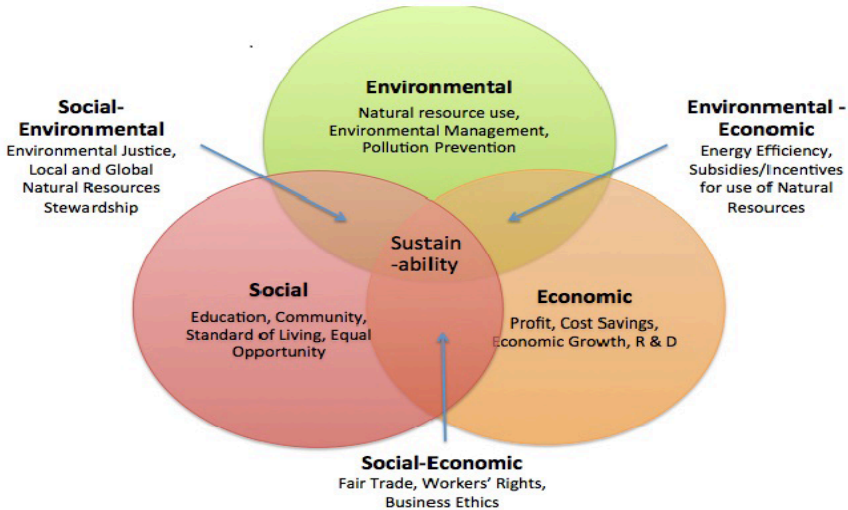 Environmental
Natural resource use,
Environmental Management,
Pollution Prevention
Social-
Environmental
Environmental Justice,
Local and Global
Natural Resources
Stewardship
Environmental -
Economic
Energy Efficiency,
Subsidies/Incentives
for use of Natural
Resources
Sustain
-ability
Social
Education, Community,
Standard of Living, Equal
Opportunity
Economic
Profit, Cost Savings,
Economic Growth, R & D
Social-Economic
Fair Trade, Workers’ Rights,
Business Ethics